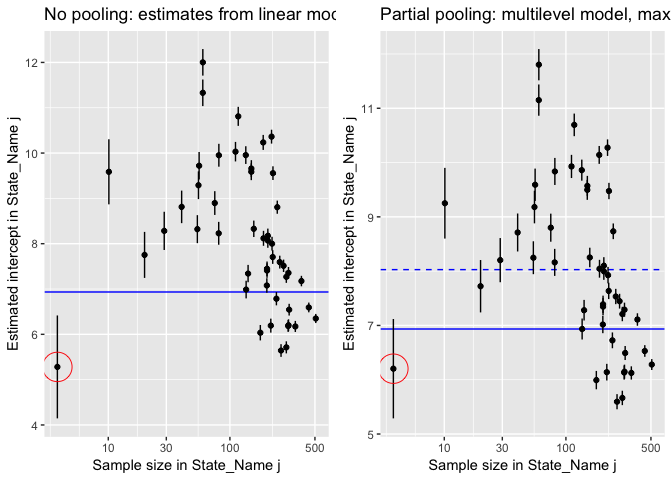 No pooling: estimates from linear mod
Estimated intercept in State_Name j
12
10
8
6
4
10
30
100
500
Sample size in State_Name j
Partial pooling: multilevel model, max
Estimated intercept in State_Name j
11
9
7
5
10
30
100
500
Sample size in State_Name j